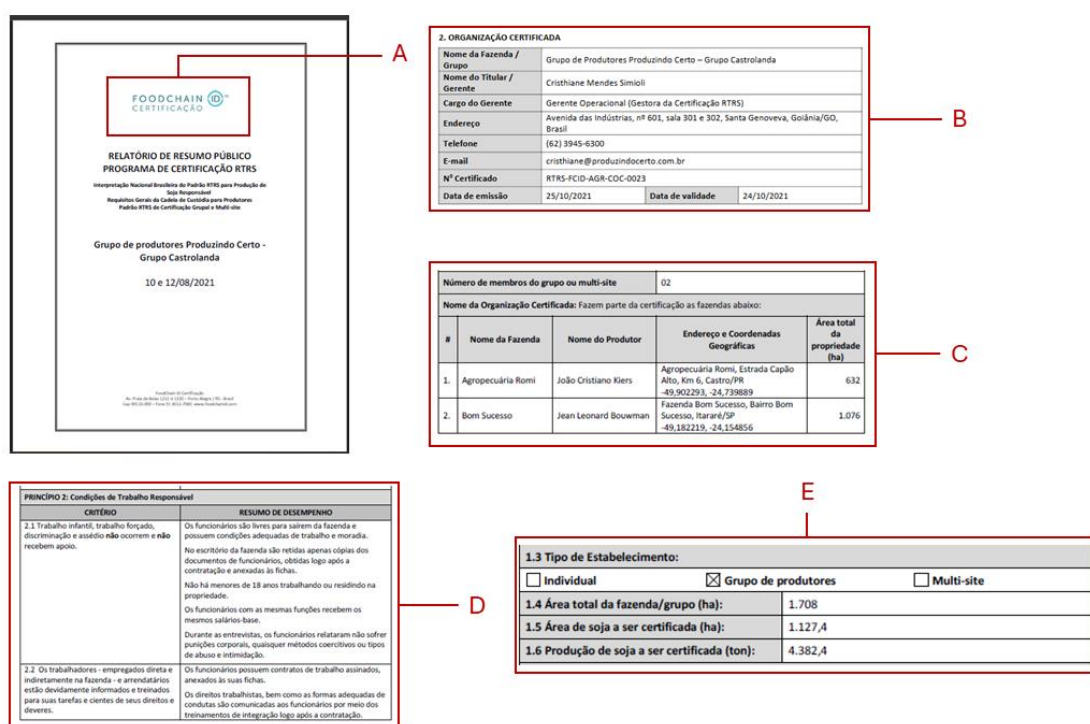 A
FOODCHAIN ID™
CERTIFICAÇÃO
RELATÓRIO DE RESUMO PÚBLICO
PROGRAMA DE CERTIFICAÇÃO RTRS
Interpretação Nacional Brasileira do Padrão RTRS para Produção de
Soja Responsável
Requisitos Gerais da Cadeia de Custódia para Produtores
Padrão RTRS de Certificação Grupal e Multi-site
Grupo de produtores Produzindo Certo -
Grupo Castrolanda
10 e 12/08/2021
FoodChain ID Certificação
2. ORGANIZAÇÃO CERTIFICADA
Nome da Fazenda /
Grupo
Grupo de Produtores Produzindo Certo – Grupo Castrolanda
Nome do Titular /
Gerente
Cristhiane Mendes Simioli
Cargo do Gerente
Gerente Operacional (Gestora da Certificação RTRS)
Endereço
Avenida das Indústrias, nº 601, sala 301 e 302, Santa Genoveva, Goiânia/GO,
Brasil
Telefone
(62) 3945-6300
E-mail
cristhiane@produzindocerto.com.br
Nº Certificado
RTRS-FCID-AGR-COC-0023
Data de emissão
25/10/2021
Data de validade
24/10/2021
B
Número de membros do grupo ou multi-site
02
Nome da Organização Certificada: Fazem parte da certificação as fazendas abaixo:
#
Nome da Fazenda
Nome do Produtor
Endereço e Coordenadas
Geográficas
Área total
da
propriedade
(ha)
1.
Agropecuária Romi
João Cristiano Kiers
Agropecuária Romi, Estrada Capão
Alto, Km 6, Castro/PR
-49,902293, -24,739889
632
2.
Bom Sucesso
Jean Leonard Bouwman
Fazenda Bom Sucesso, Bairro Bom
Sucesso, Itararé/SP
-49,182219, -24,154856
1.076
C
PRINCÍPIO 2: Condições de Trabalho Responsável
CRITÉRIO
RESUMO DE DESEMPENHO
2.1 Trabalho infantil, trabalho forçado,
discriminação e assédio não ocorrem e não
recebem apoio.
Os funcionários são livres para saírem da fazenda e
possuem condições adequadas de trabalho e moradia.
No escritório da fazenda são retidas apenas cópias dos
documentos de funcionários, obtidas logo após a
contratação e anexadas às fichas.
Não há menores de 18 anos trabalhando ou residindo na
propriedade.
Os funcionários com as mesmas funções recebem os
mesmos salários-base.
Durante as entrevistas, os funcionários relataram não sofrer
punições corporais, quaisquer métodos coercitivos ou tipos
de abuso e intimidação.
2.2 Os trabalhadores - empregados direta e
indiretamente na fazenda - e arrendatários
estão devidamente informados e treinados
para suas tarefas e cientes de seus direitos e
deveres.
Os funcionários possuem contratos de trabalho assinados,
anexados às suas fichas.
Os direitos trabalhistas, bem como as formas adequadas de
condutas são comunicadas aos funcionários por meio dos
treinamentos de integração logo após a contratação.
D
E
1.3 Tipo de Estabelecimento:
Individual
Grupo de produtores
Multi-site
1.4 Área total da fazenda/grupo (ha):
1.708
1.5 Área de soja a ser certificada (ha):
1.127,4
1.6 Produção de soja a ser certificada (ton):
4.382,4